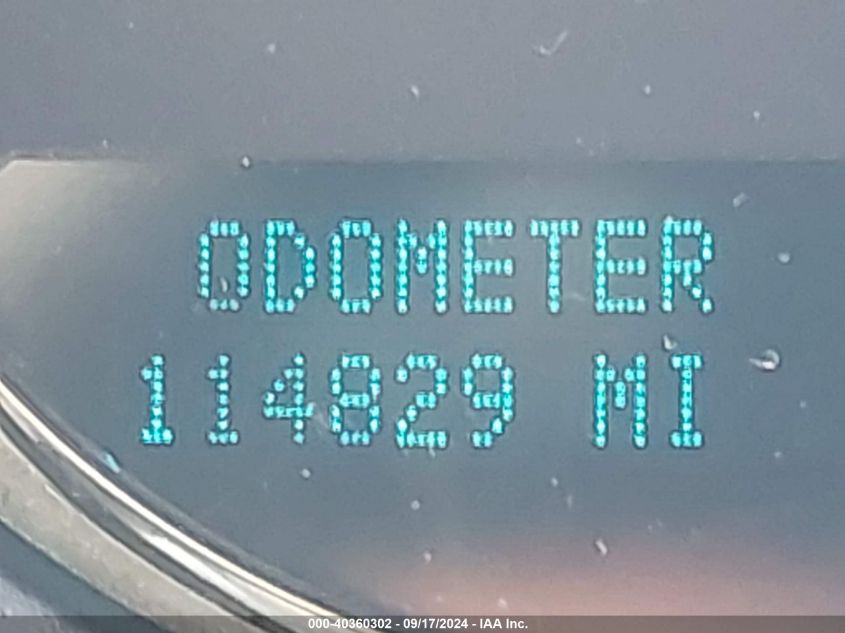 ODOMETER
114829 MI
000-40360302 - 09/17/2024 - IAA Inc.